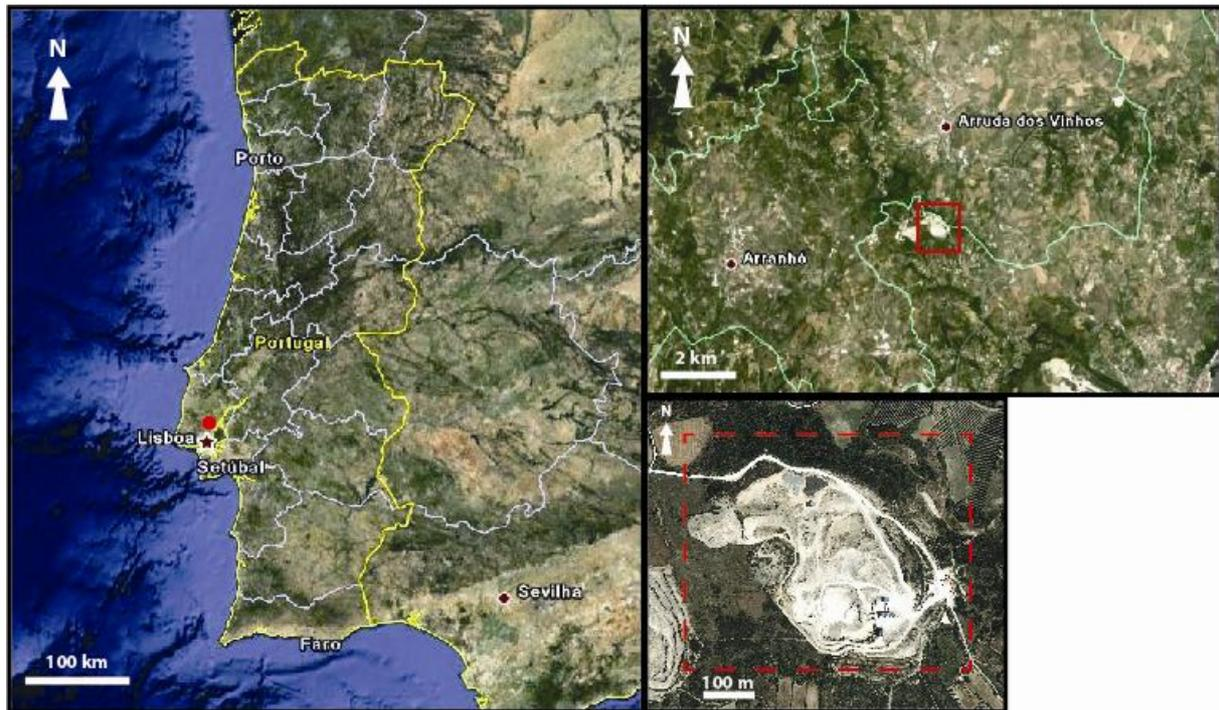 N
Porto
Portugal
Lisboa
Setúbal
Sevilha
Faro
100 km
N
Arruda dos Vinhos
Arranhó
2 km
N
100 m